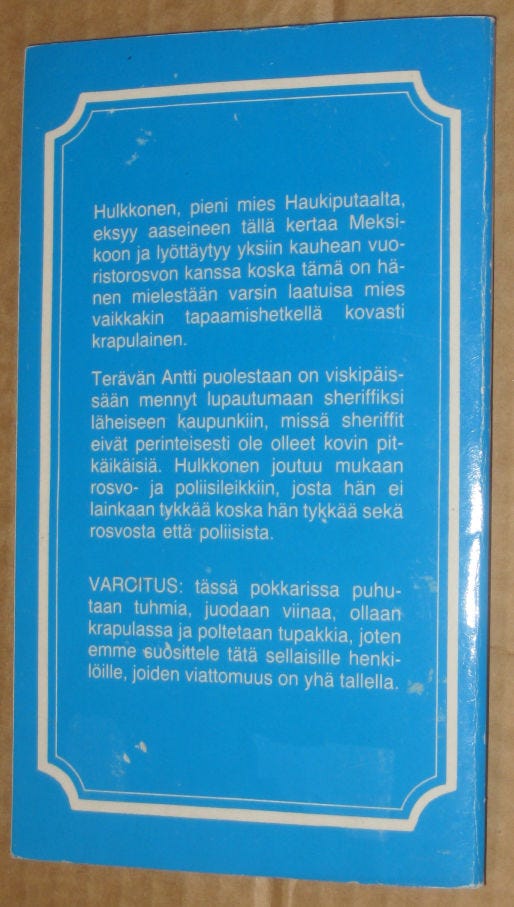 Hulkkonen, pieni mies Haukiputaalta,
eksyy aaseineen tällä kertaa Meksi-
koon ja lyöttäytyy yksiin kauhean vuo-
ristorosvon kanssa koska tämä on hä-
nen mielestään varsin laatuisa mies
vaikkakin tapaamishetkellä kovasti
krapulainen.
Terävän Antti puolestaan on viskipäis-
sään mennyt lupautumaan sheriffiksi
läheiseen kaupunkiin, missä sheriffit
eivät perinteisesti ole olleet kovin pit-
käikäisiä. Hulkkonen joutuu mukaan
rosvo- ja poliisileikkiin, josta hän ei
lainkaan tykkää koska hän tykkää sekä
rosvosta että poliisista.
VAROITUS: tässä pokkarissa puhu-
taan tuhmia, juodaan viinaa, ollaan
krapulassa ja poltetaan tupakkia, joten
emme suosittele tätä sellaisille henki-
löille, joiden viattomuus on yhä tallella.